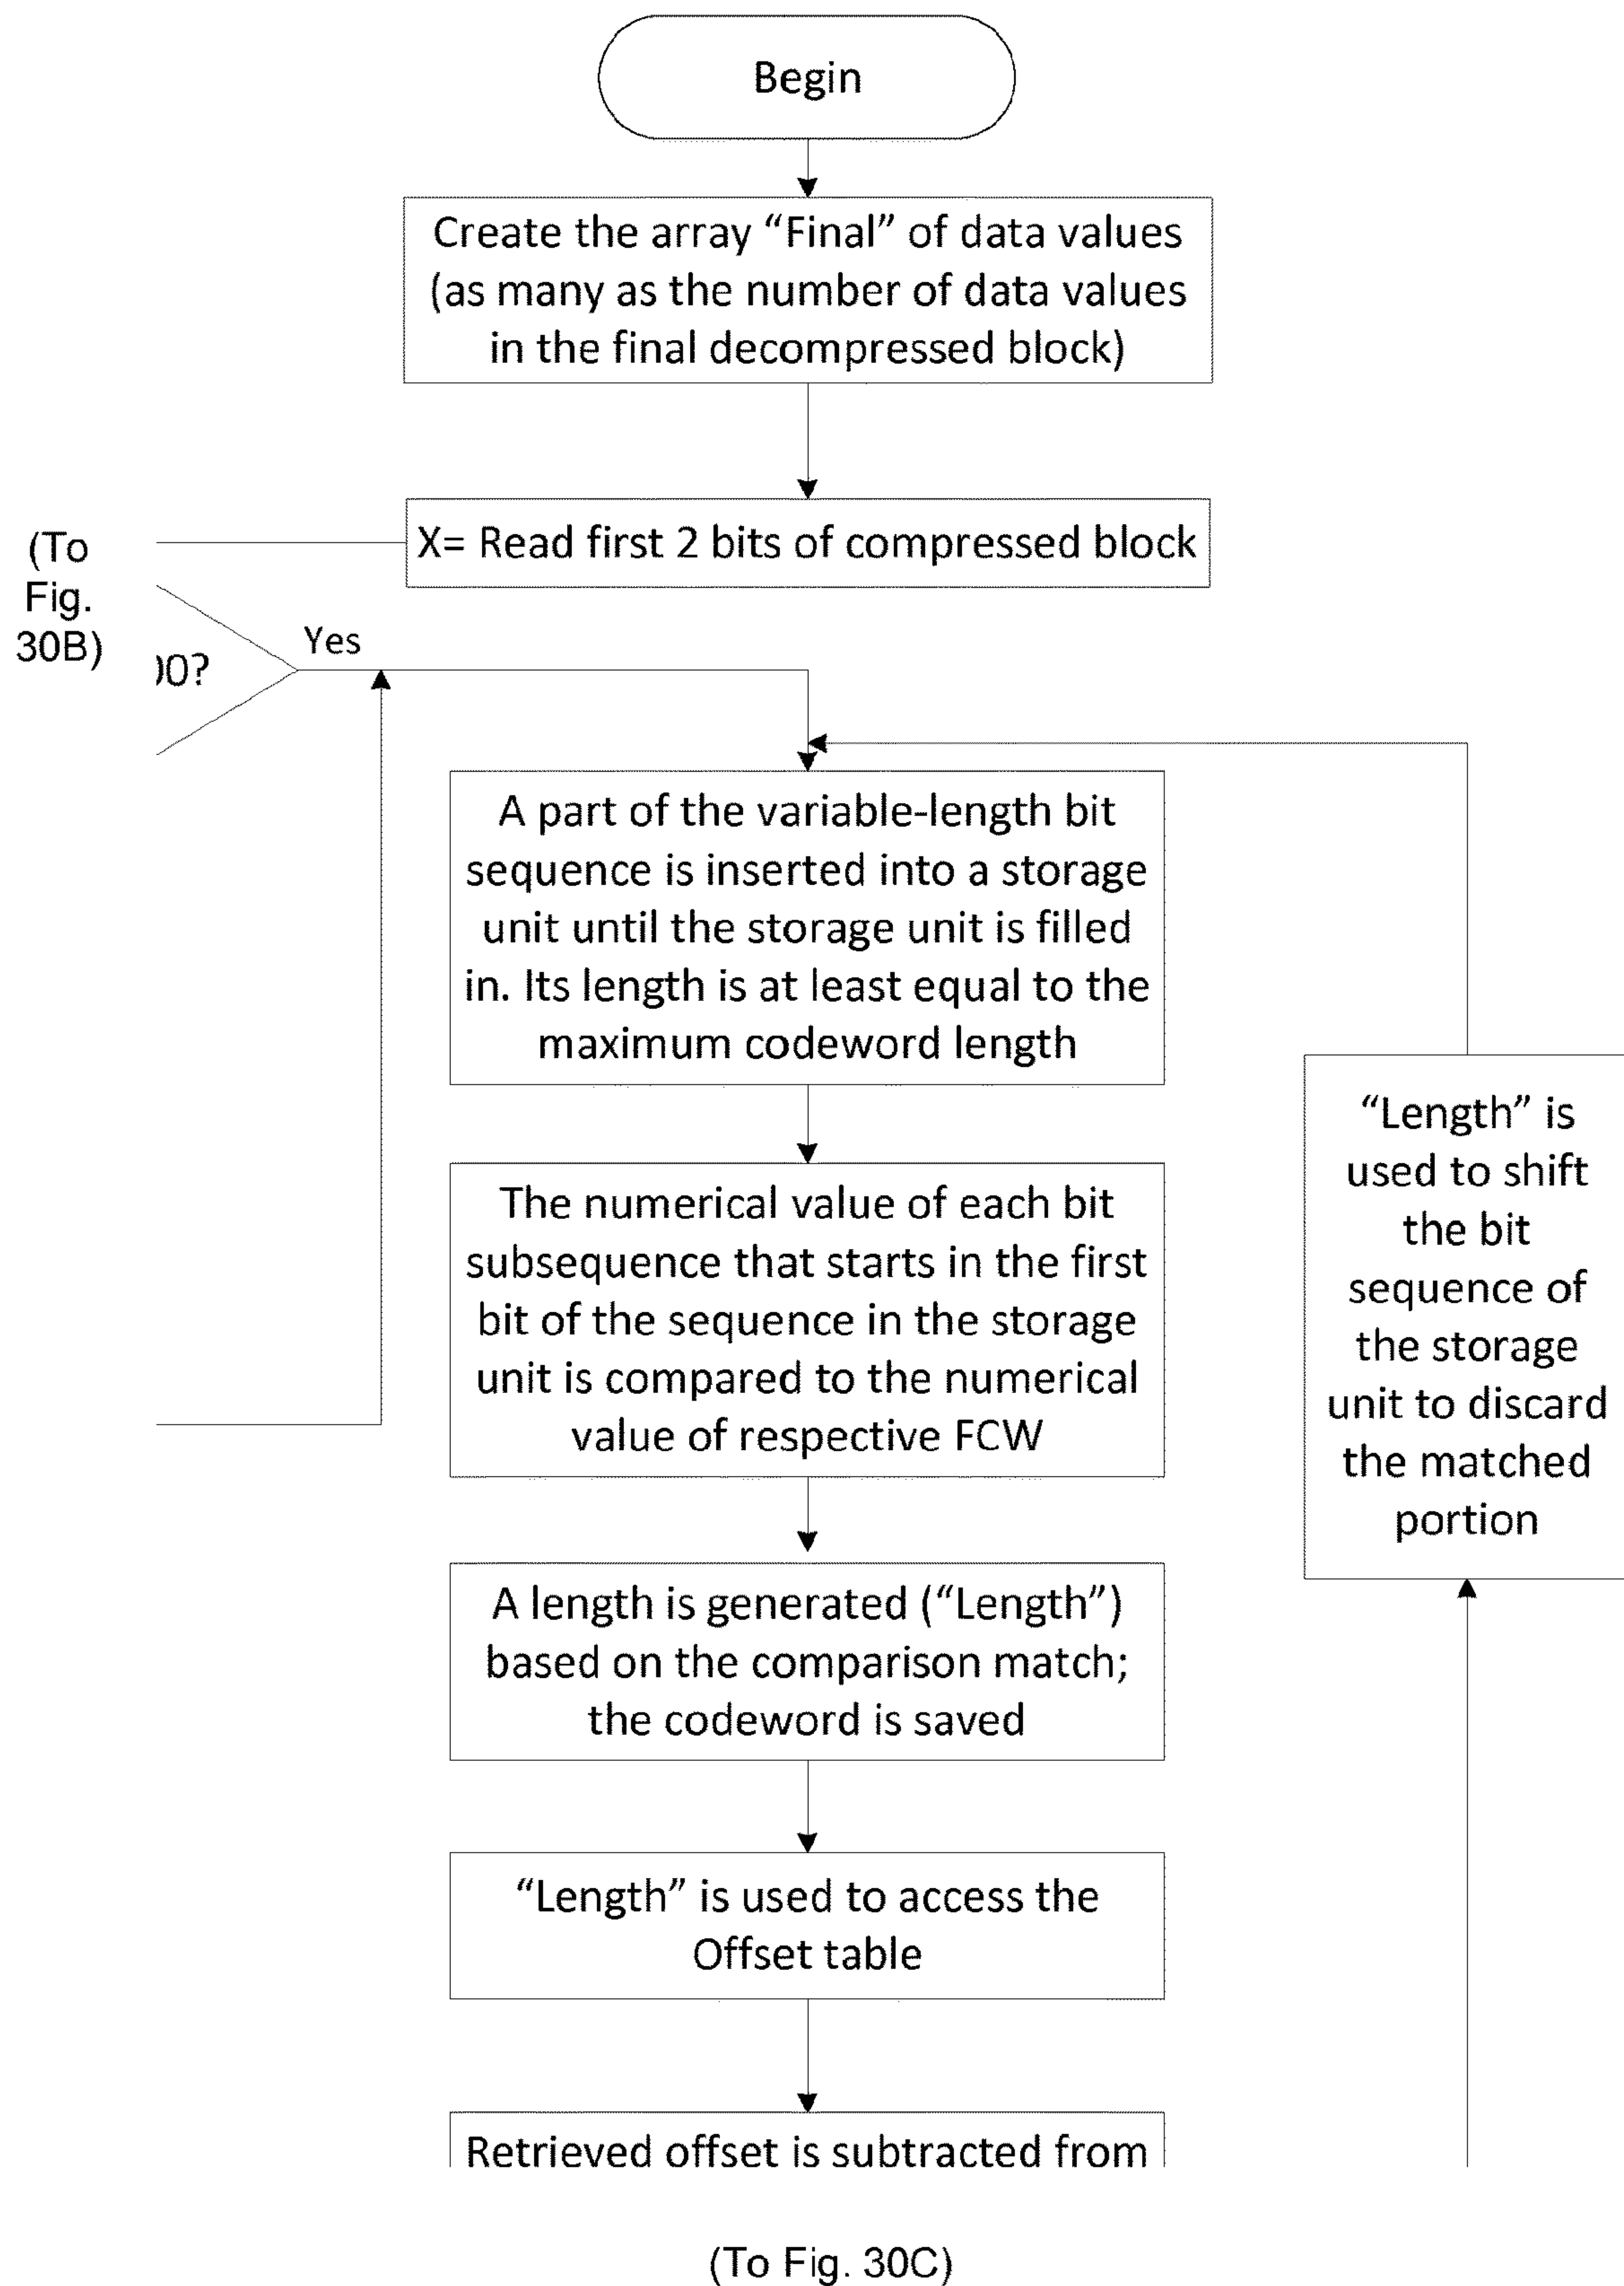 Begin
Create the array “Final” of data values
(as many as the number of data values
in the final decompressed block)
X= Read first 2 bits of compressed block
(To
Fig.
30B)
Yes
00?
A part of the variable-length bit
sequence is inserted into a storage
unit until the storage unit is filled
in. Its length is at least equal to the
maximum codeword length
The numerical value of each bit
subsequence that starts in the first
bit of the sequence in the storage
unit is compared to the numerical
value of respective FCW
A length is generated (“Length”)
based on the comparison match;
the codeword is saved
“Length” is used to access the
Offset table
Retrieved offset is subtracted from
“Length” is
used to shift
the bit
sequence of
the storage
unit to discard
the matched
portion
(To Fig. 30C)